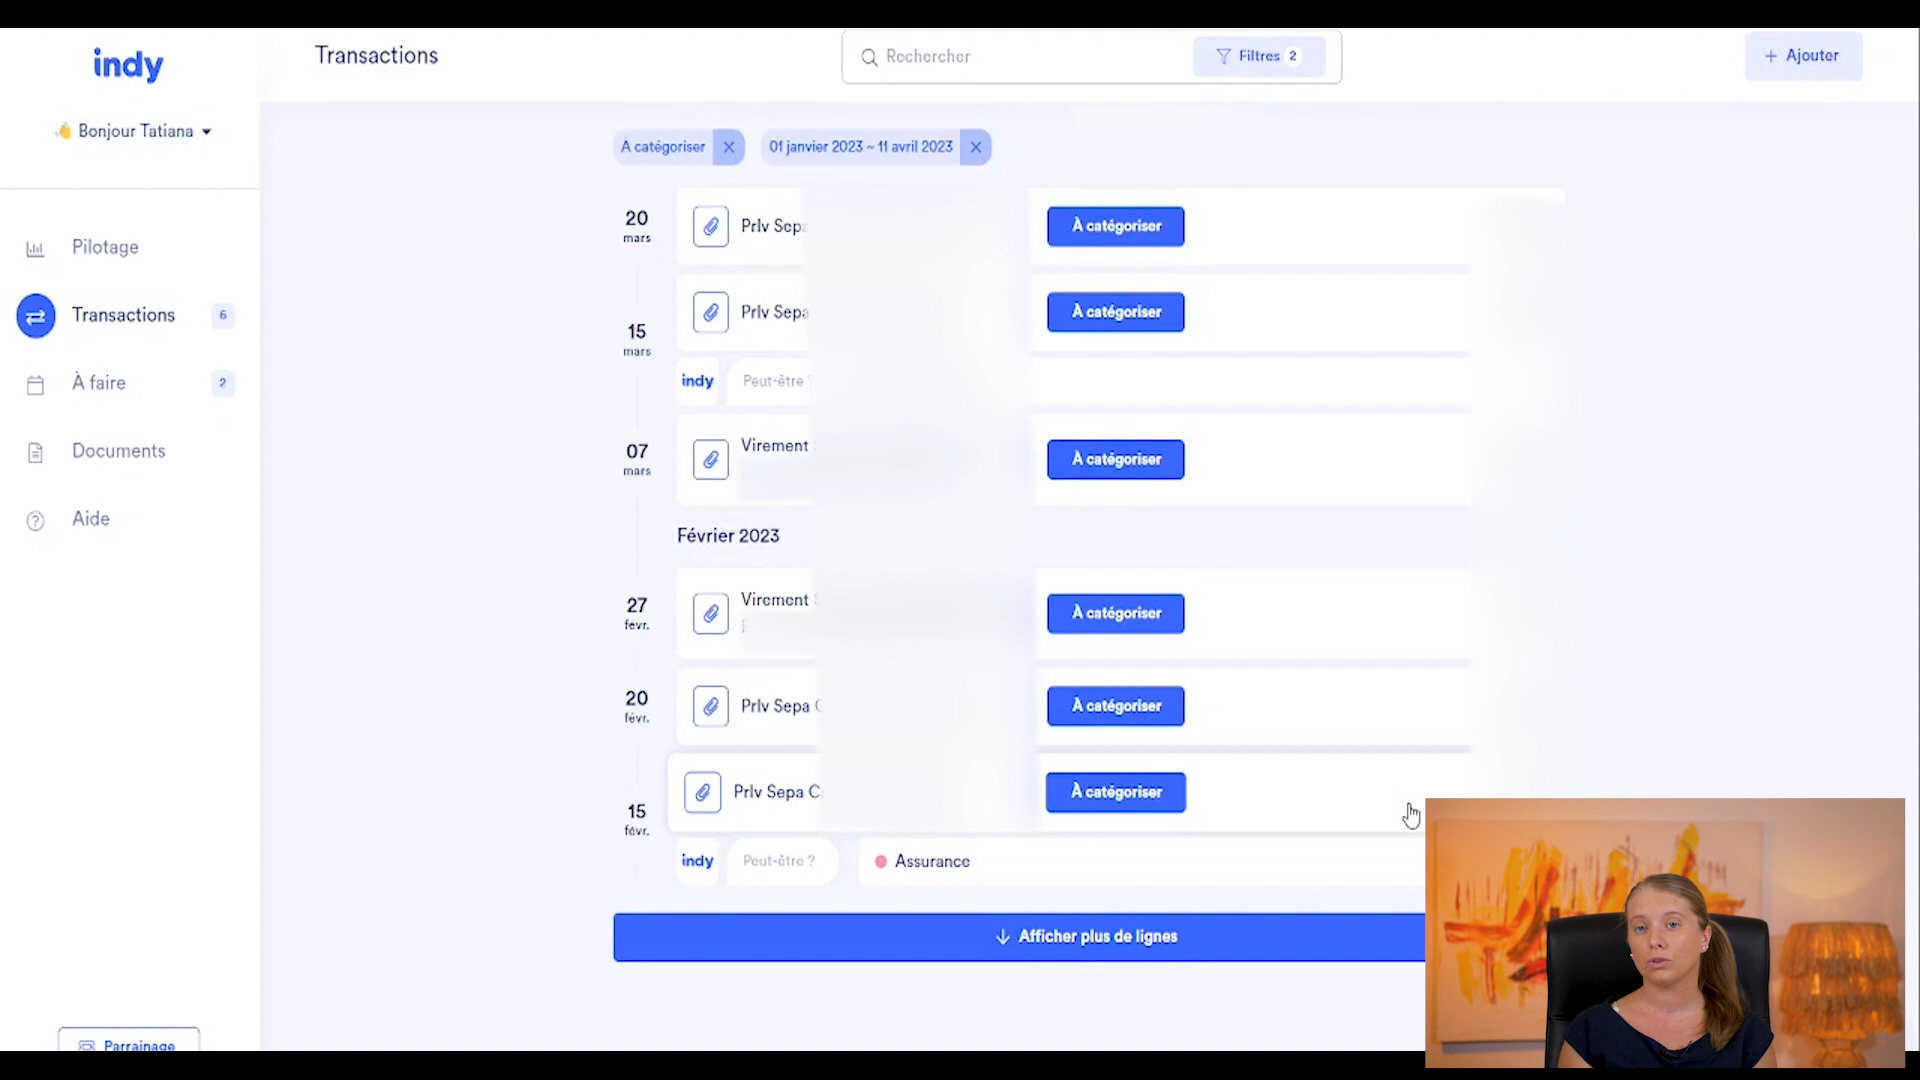 indy
Bonjour Tatiana
Pilotage
Transactions 6
À faire 2
Documents
Aide
Parrainage
Transactions
Rechercher
Filtres 2
+ Ajouter
À catégoriser
01 janvier 2023 ~ 11 avril 2023
20
mars
Prlv Sepa
À catégoriser
15
mars
Prlv Sepa
À catégoriser
indy
Peut-être ?
07
mars
Virement
À catégoriser
Février 2023
27
févr.
Virement
À catégoriser
20
févr.
Prlv Sepa C
À catégoriser
15
févr.
Prlv Sepa C
À catégoriser
indy
Peut-être ?
Assurance
Afficher plus de lignes